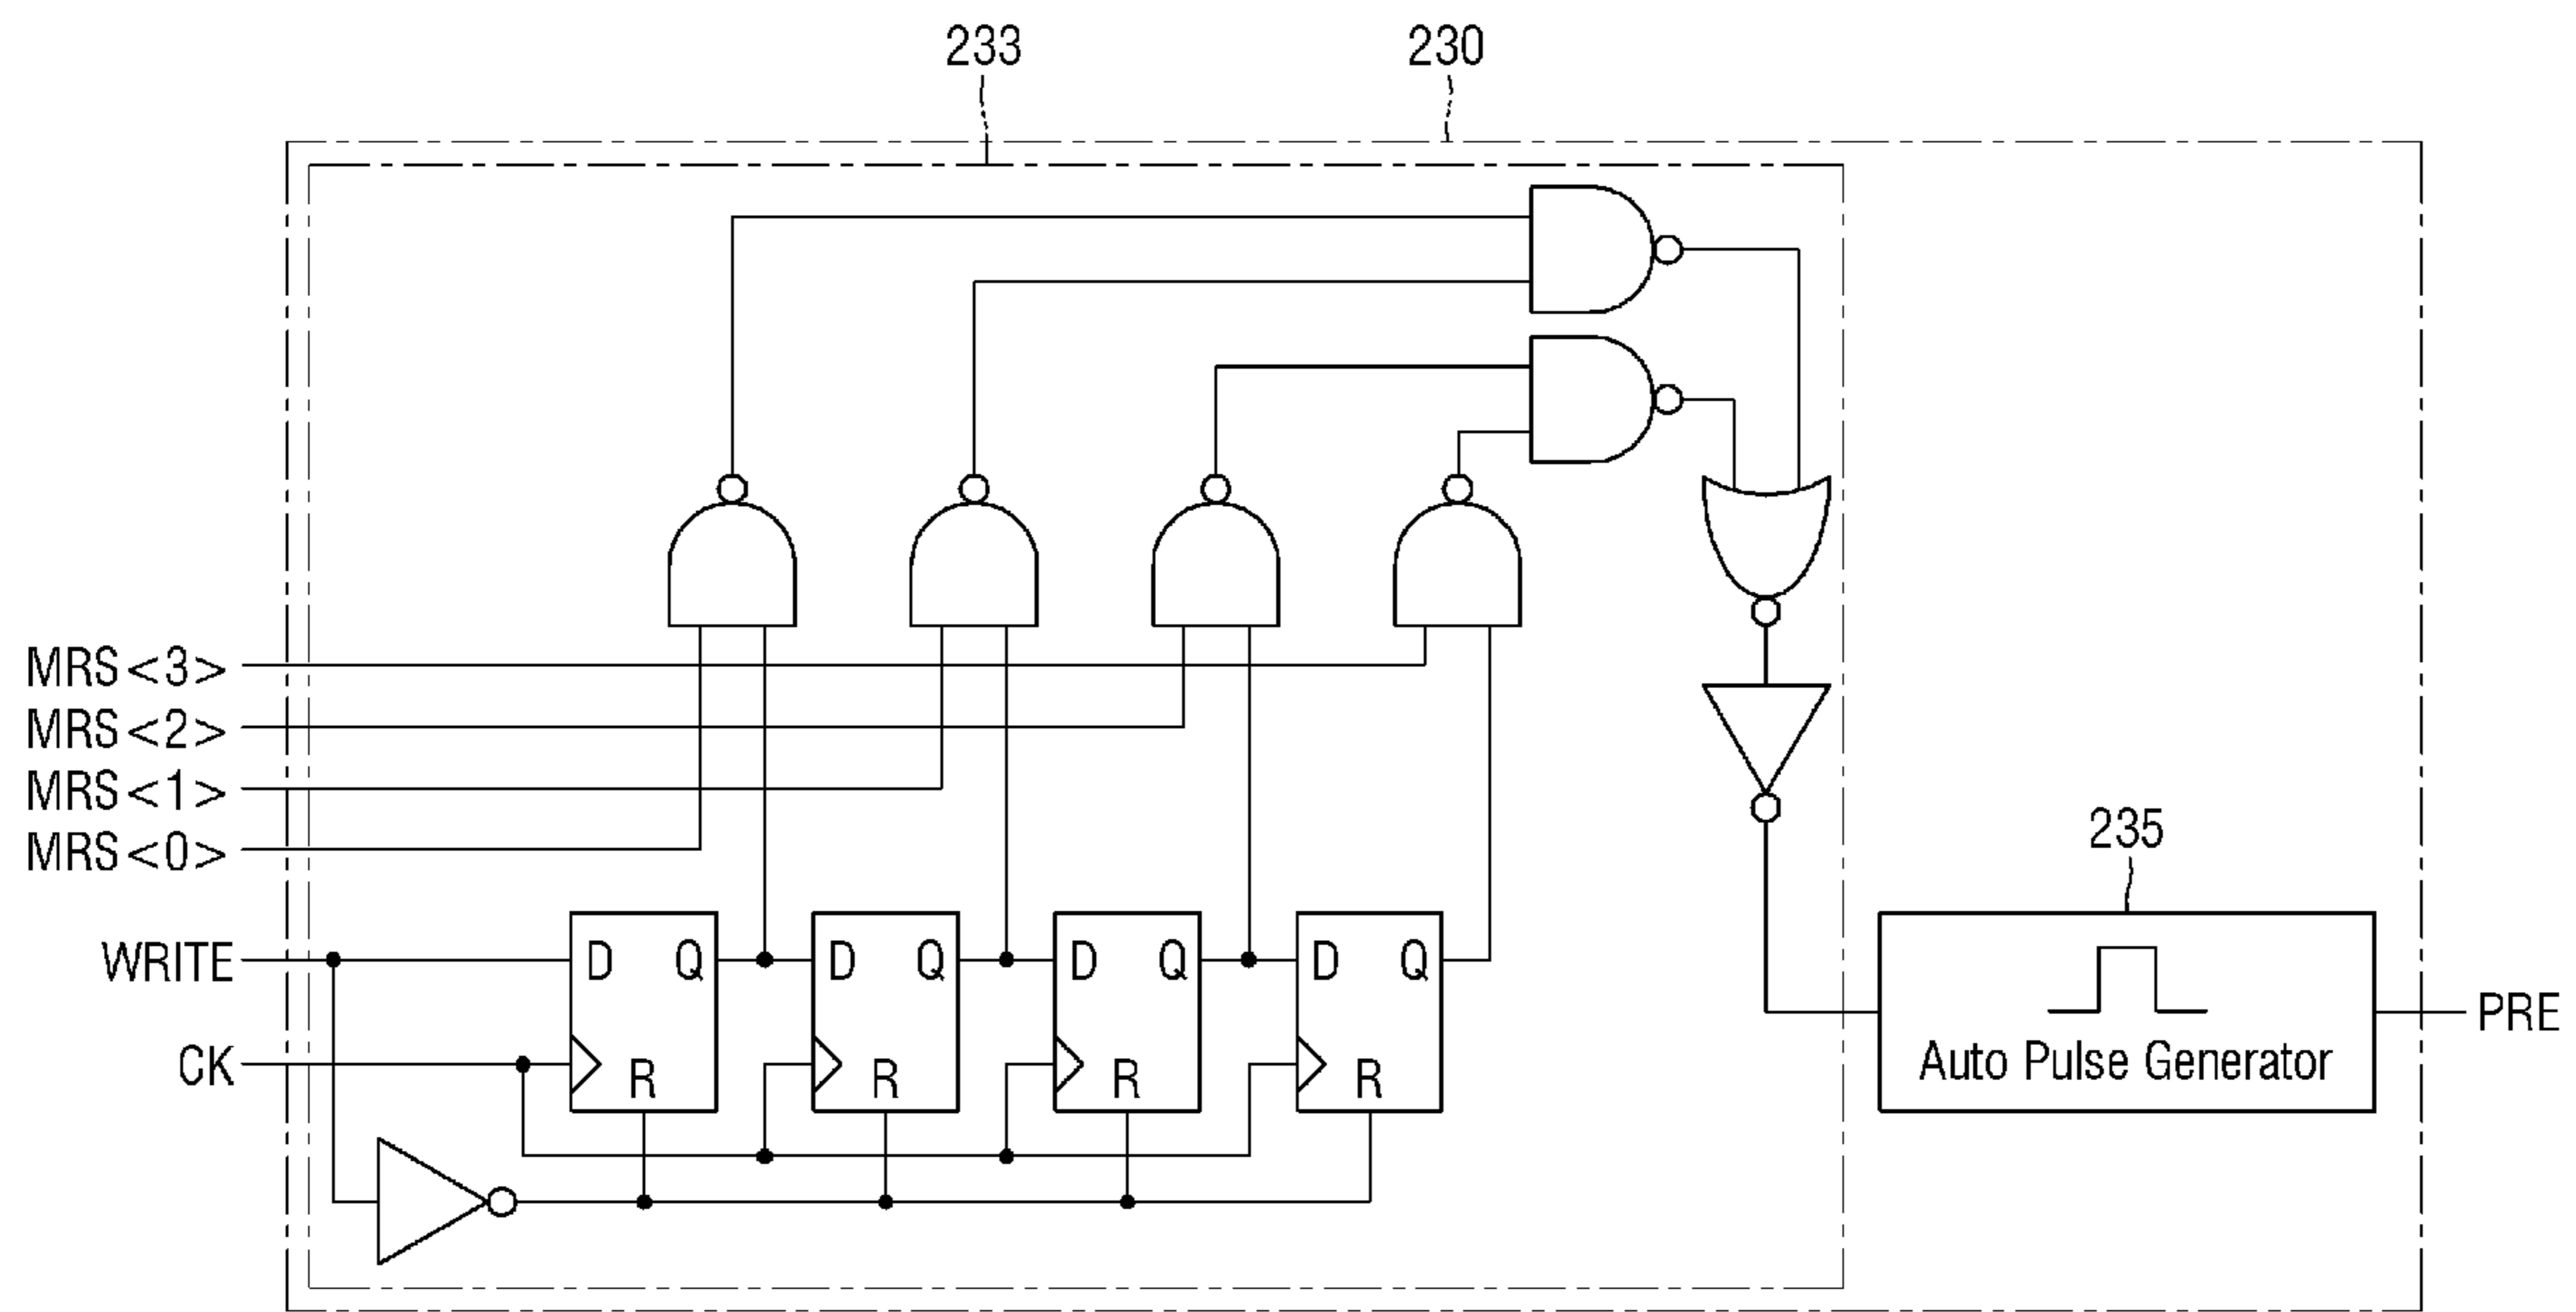 233
230
MRS<3>
MRS<2>
MRS<1>
MRS<0>
WRITE
D Q D Q D Q D Q
CK
R R R R
235
Auto Pulse Generator
PRE